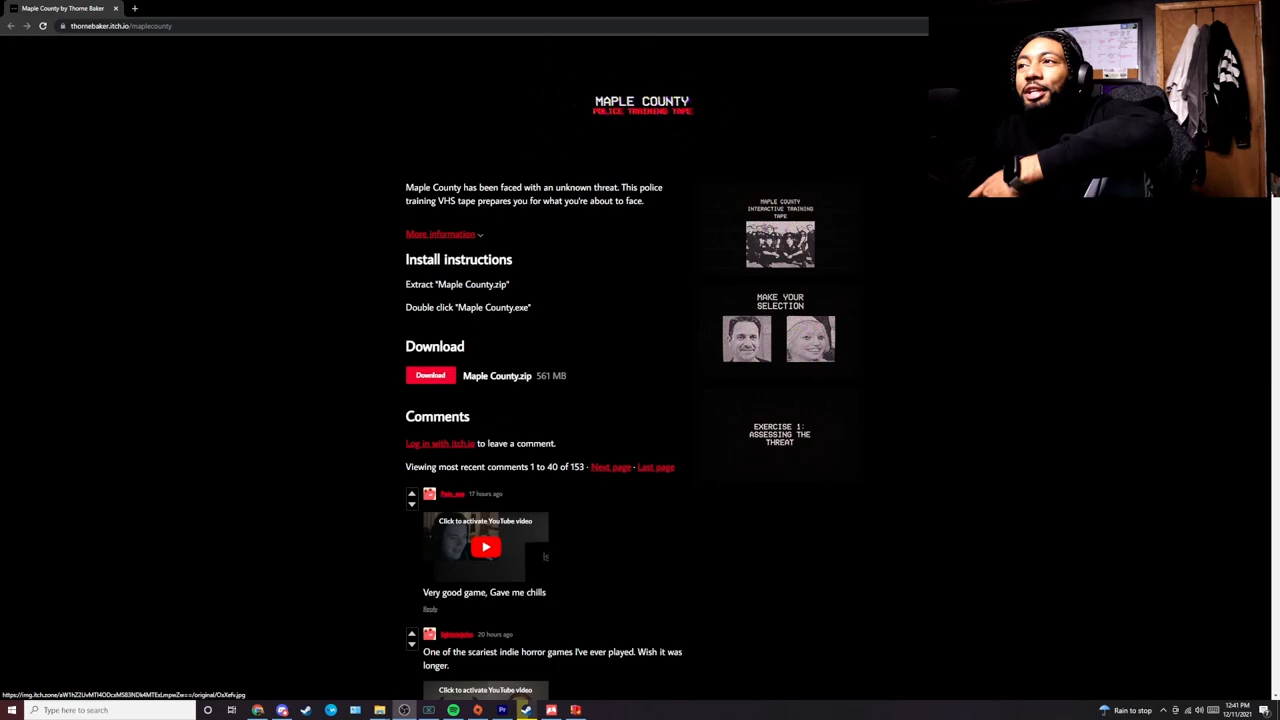 Maple County by Thorne Baker
thornebaker.itch.io/maplecounty
MAPLE COUNTY
POLICE TRAINING TAPE
Maple County has been faced with an unknown threat. This police
training VHS tape prepares you for what you're about to face.
More information
Install instructions
Extract "Maple County.zip"
Double click "Maple County.exe"
Download
Download Maple County.zip 561 MB
Comments
Log in with itch.io to leave a comment.
Viewing most recent comments 1 to 40 of 153 · Next page · Last page
17 hours ago
Click to activate YouTube video
Very good game, Gave me chills
Reply
20 hours ago
One of the scariest indie horror games I've ever played. Wish it was
longer.
Click to activate YouTube video
MAPLE COUNTY
INTERACTIVE TRAINING
TAPE
MAKE YOUR
SELECTION
EXERCISE 1:
ASSESSING THE
THREAT
Type here to search
Rain to stop
12:41 PM
12/11/2021